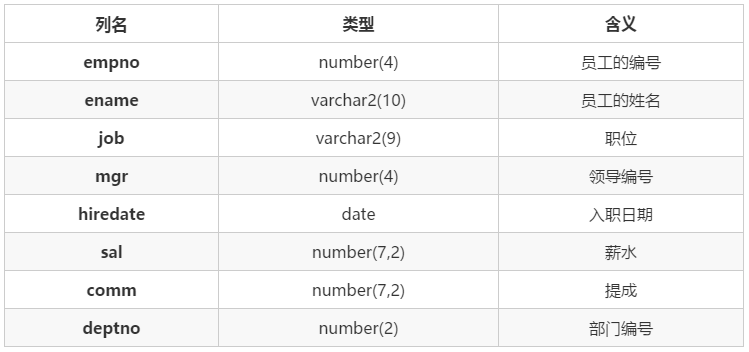 列名 类型 含义
empno number(4) 员工的编号
ename varchar2(10) 员工的姓名
job varchar2(9) 职位
mgr number(4) 领导编号
hiredate date 入职日期
sal number(7,2) 薪水
comm number(7,2) 提成
deptno number(2) 部门编号